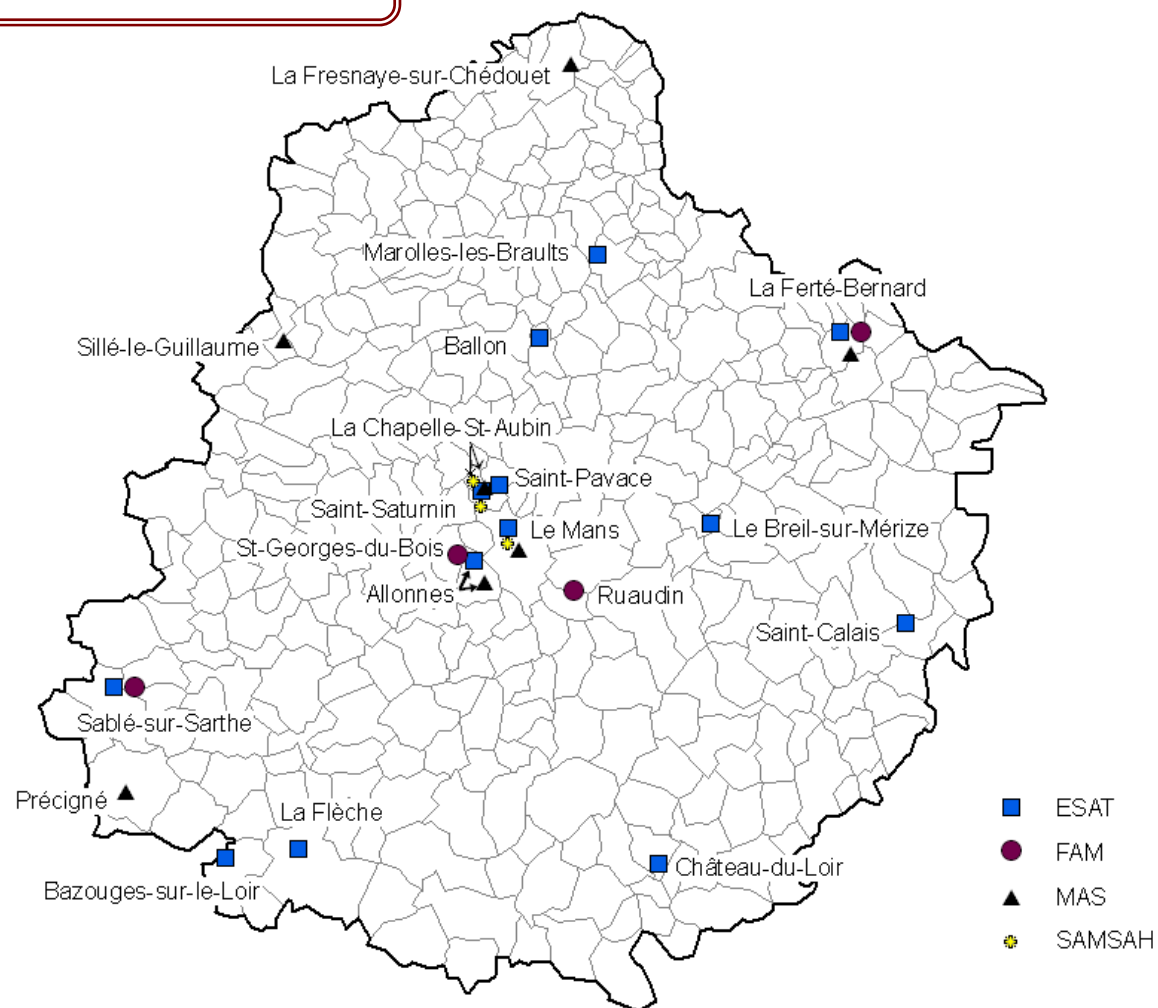 La Fresnaye-sur-Chédouet
Marolles-les-Braults
La Ferté-Bernard
Sillé-le-Guillaume
Ballon
La Chapelle-St-Aubin
Saint-Pavace
Saint-Saturnin
Le Mans
Le Breil-sur-Mérize
St-Georges-du-Bois
Allonnes
Ruaudin
Saint-Calais
Sablé-sur-Sarthe
Précigné
La Flèche
Bazouges-sur-le-Loir
Château-du-Loir
ESAT
FAM
MAS
SAMSAH